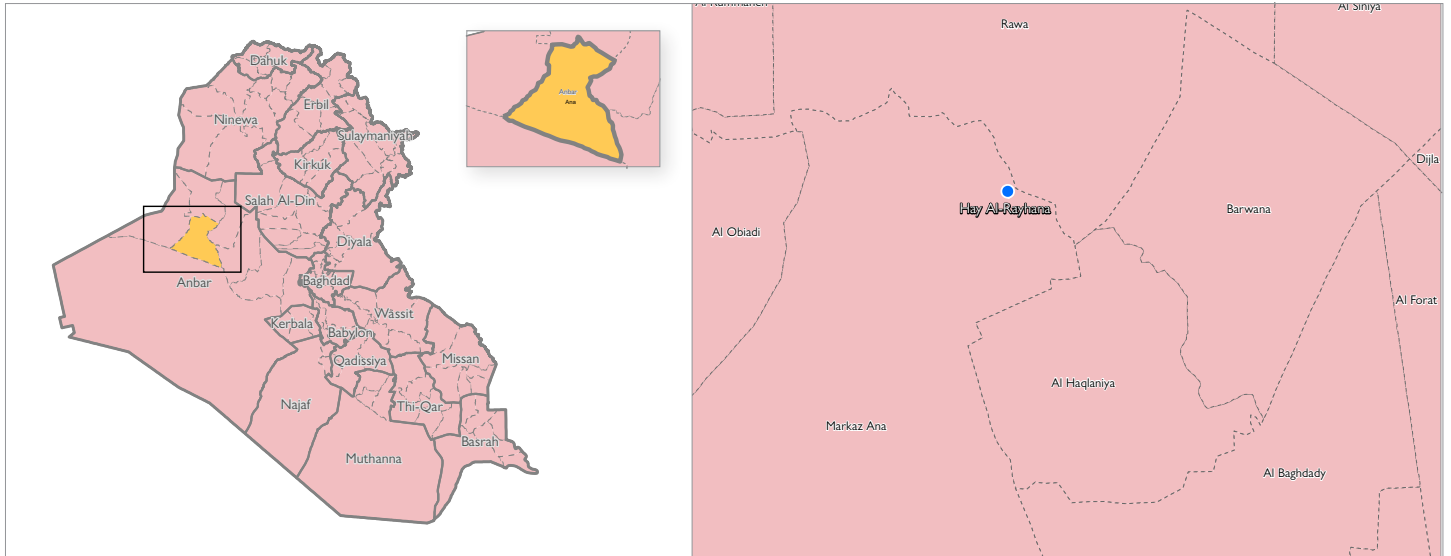 Dahuk
Erbil
Ninewa
Sulaymaniyah
Kirkuk
Salah Al-Din
Diyala
Baghdad
Anbar
Wassit
Kerbala
Babylon
Qadissiya
Missan
Najaf
Thi-Qar
Basrah
Muthanna
Anbar
Ana
Al Rummaneh
Rawa
Al Siniya
Dijla
Hay Al-Rayhana
Barwana
Al Obiadi
Al Forat
Al Haqlaniya
Markaz Ana
Al Baghdady